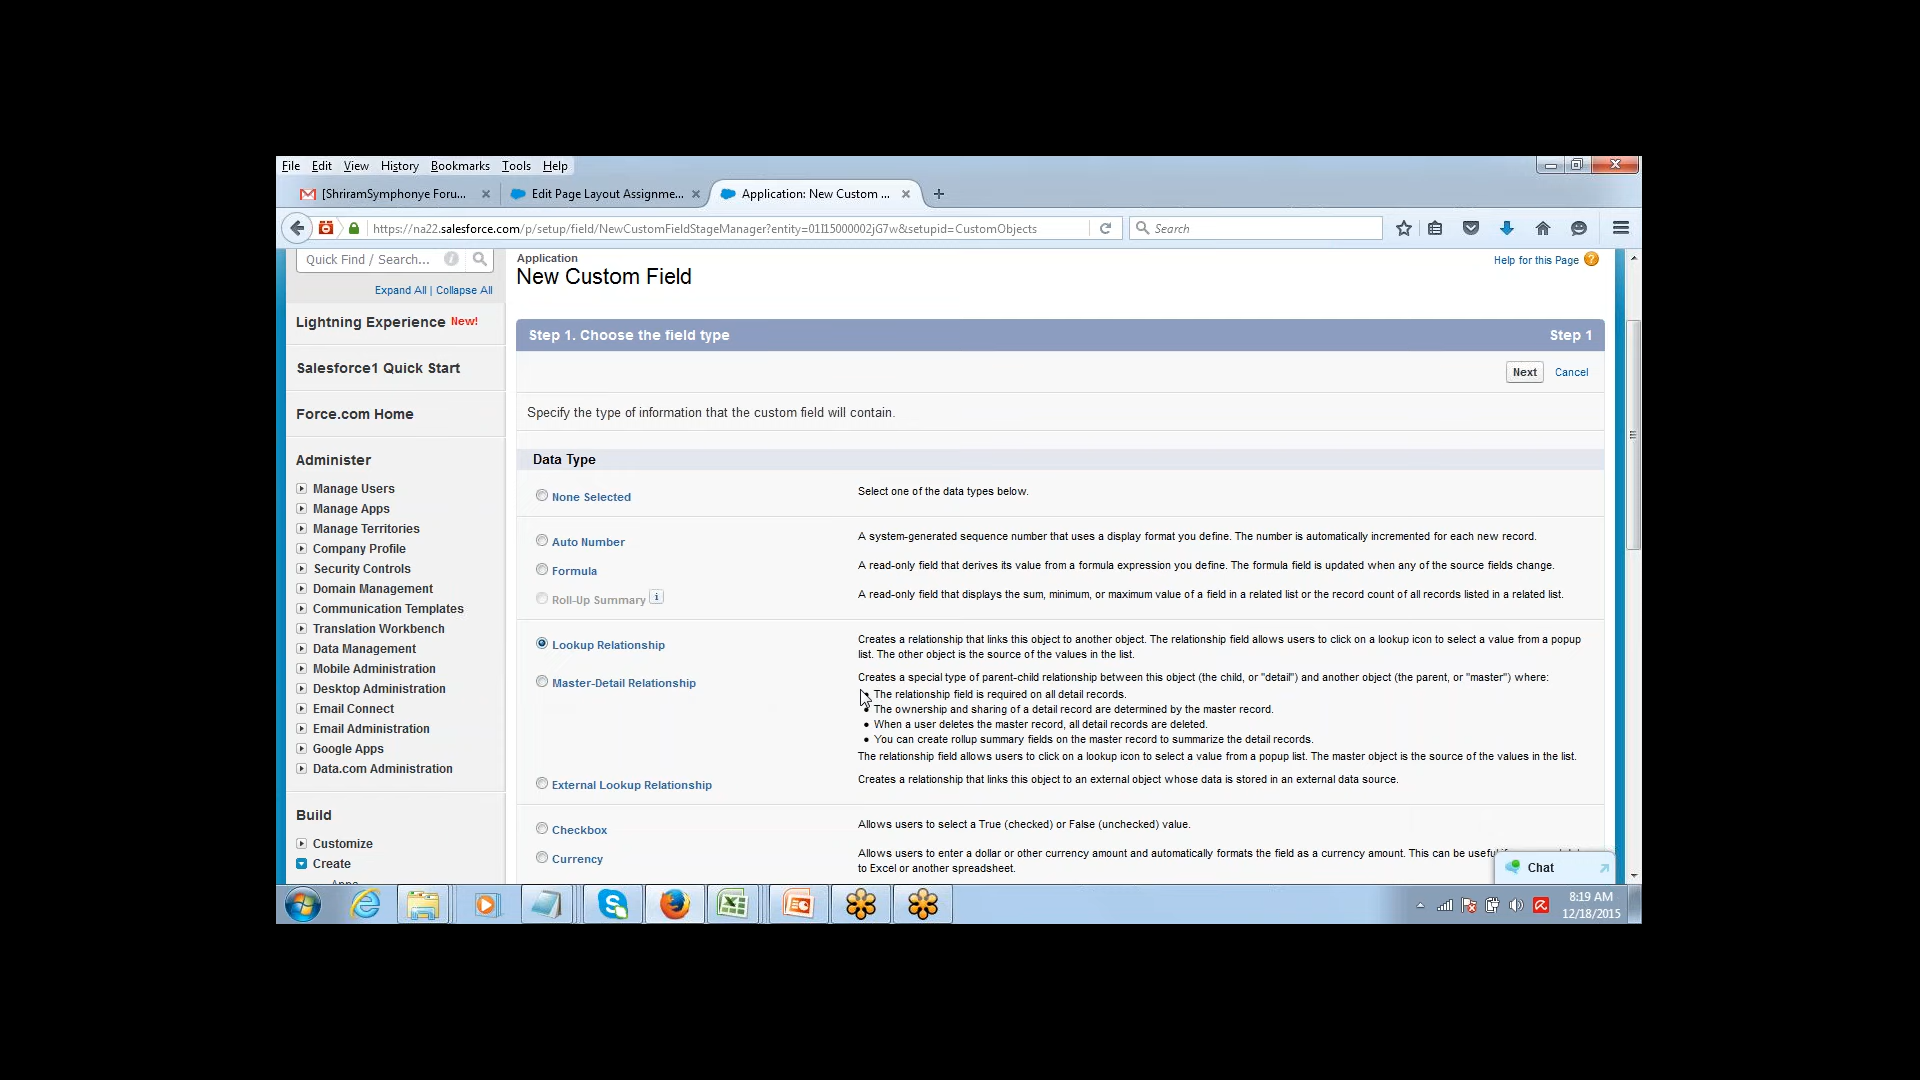 File Edit View History Bookmarks Tools Help
[ShriramSymphonye Foru...
Edit Page Layout Assignme...
Application: New Custom ...
https://na22.salesforce.com/p/setup/field/NewCustomFieldStageManager?entity=01I15000002jG7w&setupid=CustomObjects
Search
Quick Find / Search...
Expand All | Collapse All
Lightning Experience New!
Salesforce1 Quick Start
Force.com Home
Administer
Manage Users
Manage Apps
Manage Territories
Company Profile
Security Controls
Domain Management
Communication Templates
Translation Workbench
Data Management
Mobile Administration
Desktop Administration
Email Connect
Email Administration
Google Apps
Data.com Administration
Build
Customize
Create
Application
New Custom Field
Help for this Page
Step 1. Choose the field type
Step 1
Next Cancel
Specify the type of information that the custom field will contain.
Data Type
None Selected
Select one of the data types below.
Auto Number
A system-generated sequence number that uses a display format you define. The number is automatically incremented for each new record.
Formula
A read-only field that derives its value from a formula expression you define. The formula field is updated when any of the source fields change.
Roll-Up Summary
A read-only field that displays the sum, minimum, or maximum value of a field in a related list or the record count of all records listed in a related list.
Lookup Relationship
Creates a relationship that links this object to another object. The relationship field allows users to click on a lookup icon to select a value from a popup
list. The other object is the source of the values in the list.
Master-Detail Relationship
Creates a special type of parent-child relationship between this object (the child, or "detail") and another object (the parent, or "master") where:
• The relationship field is required on all detail records.
• The ownership and sharing of a detail record are determined by the master record.
• When a user deletes the master record, all detail records are deleted.
• You can create rollup summary fields on the master record to summarize the detail records.
The relationship field allows users to click on a lookup icon to select a value from a popup list. The master object is the source of the values in the list.
External Lookup Relationship
Creates a relationship that links this object to an external object whose data is stored in an external data source.
Checkbox
Allows users to select a True (checked) or False (unchecked) value.
Currency
Allows users to enter a dollar or other currency amount and automatically formats the field as a currency amount. This can be useful
to Excel or another spreadsheet.
Chat
8:19 AM
12/18/2015